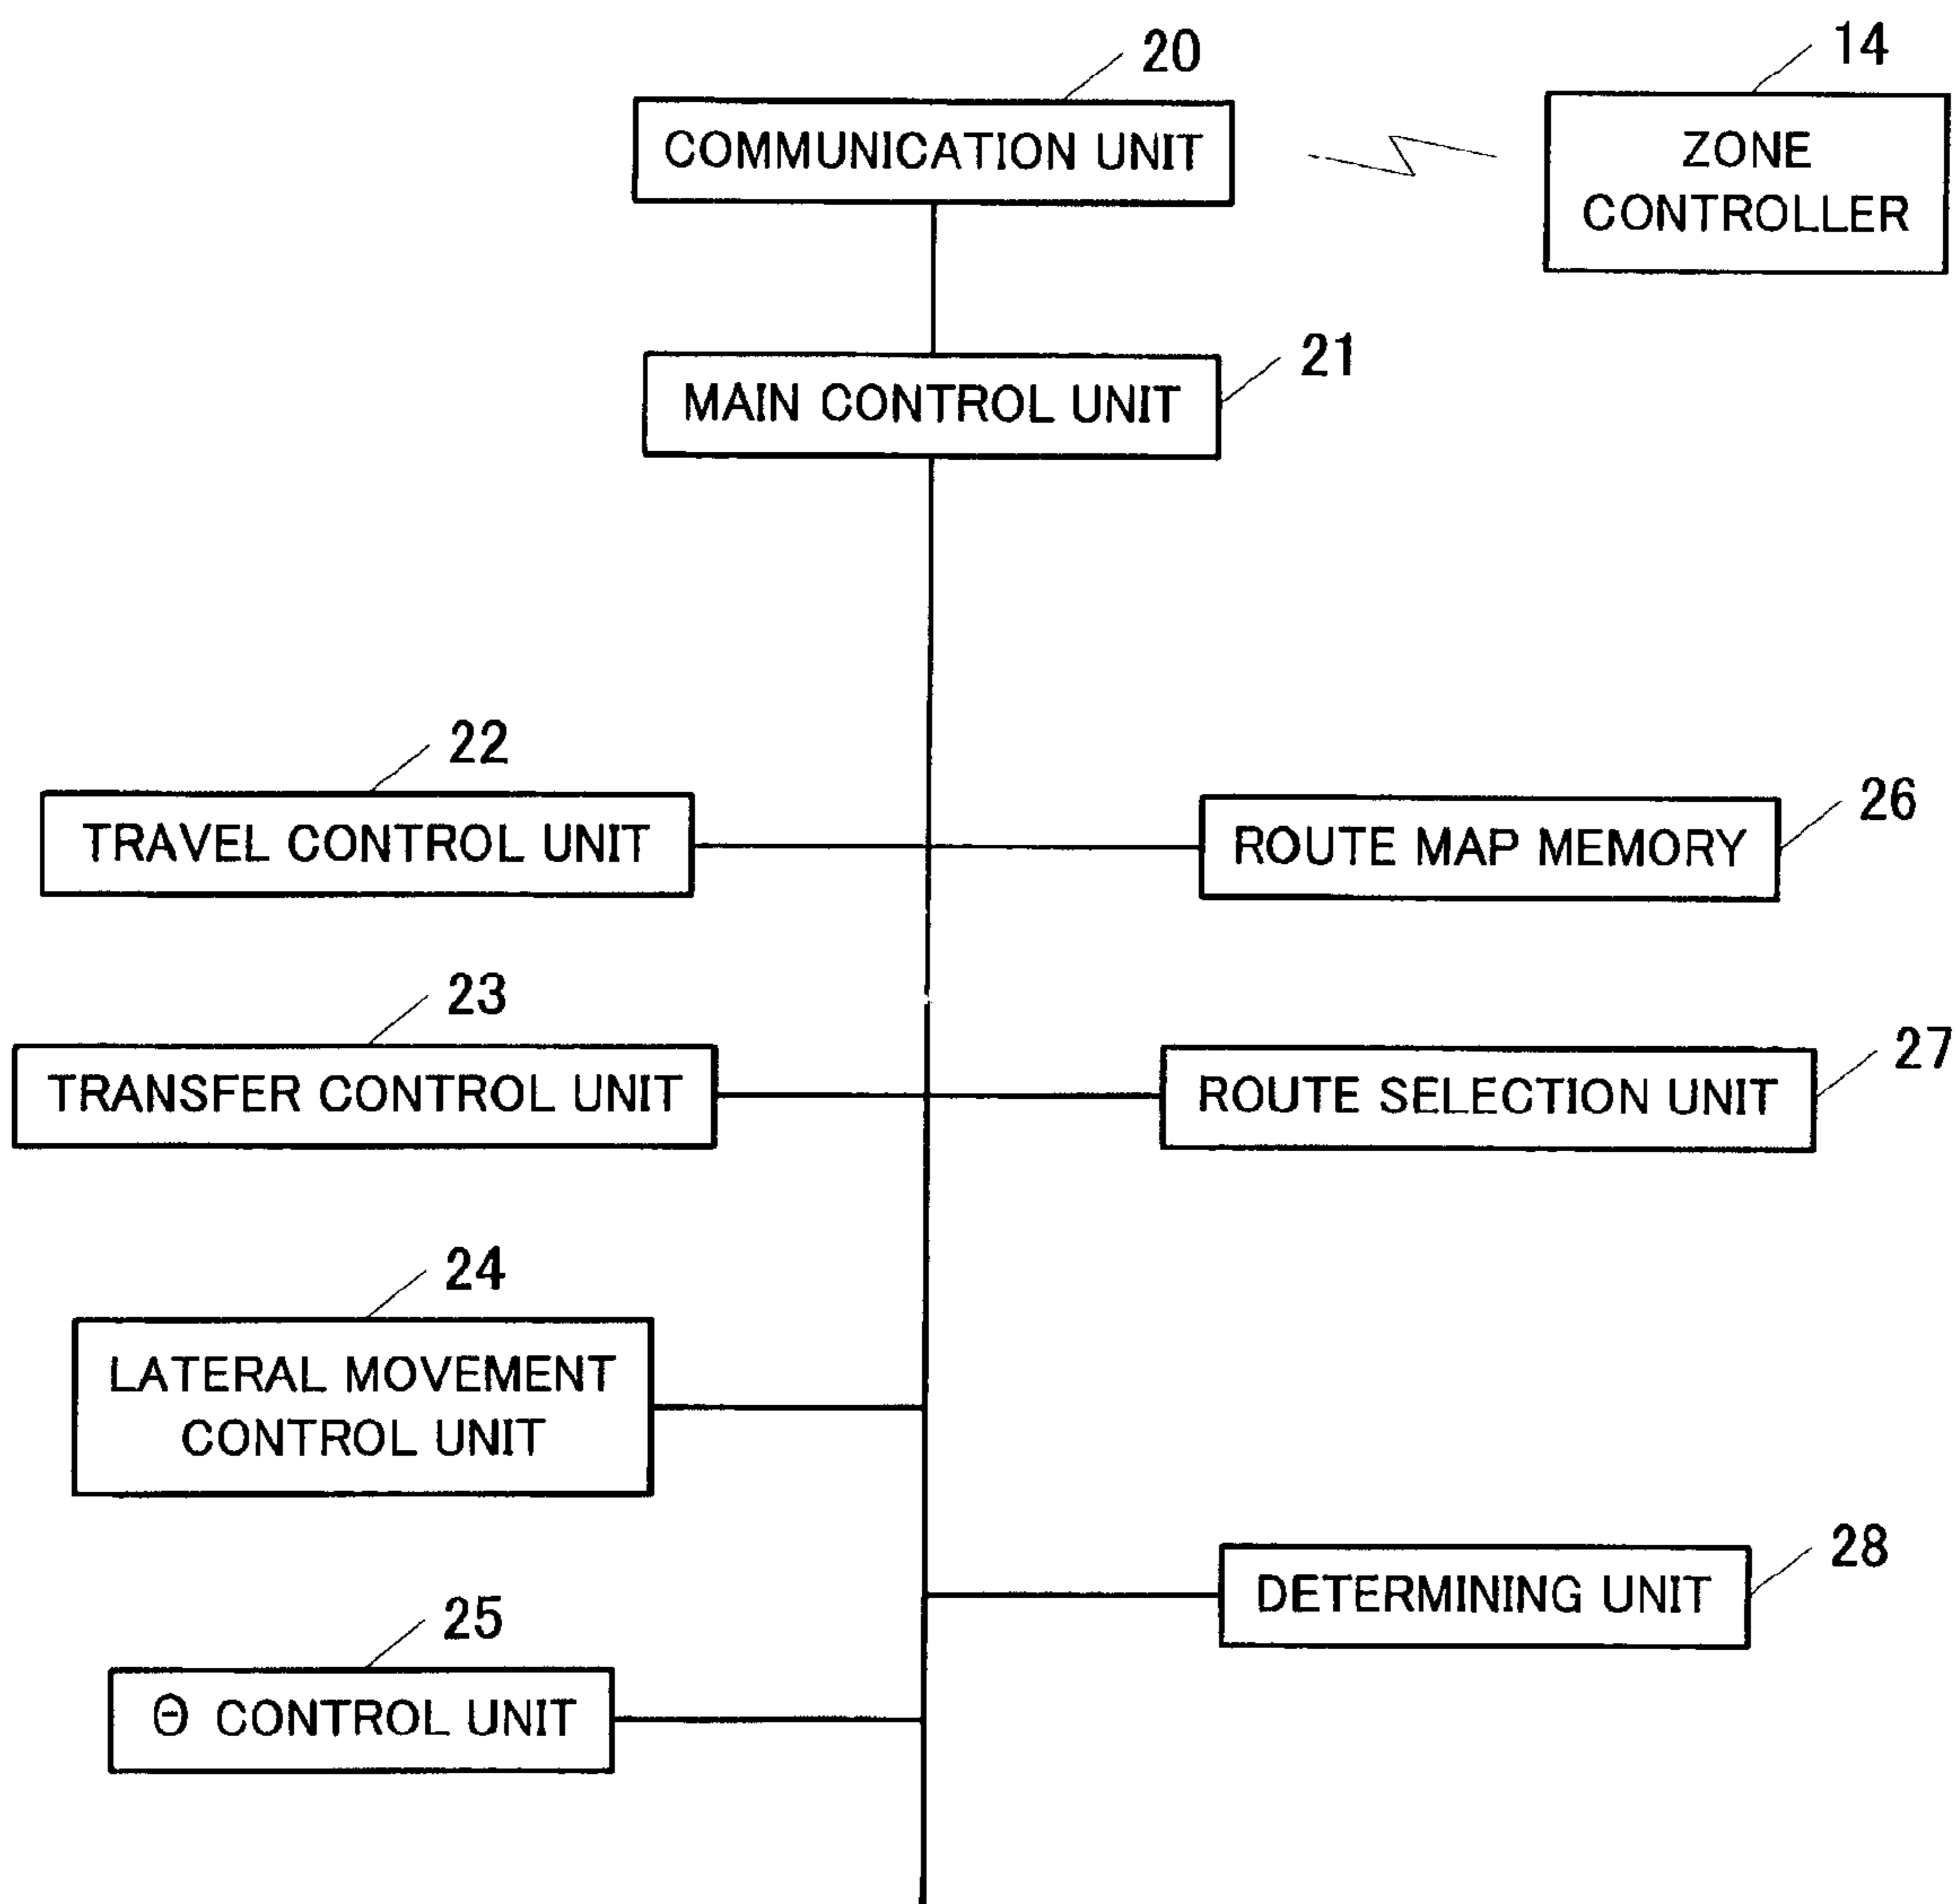 20
COMMUNICATION UNIT
14
ZONE
CONTROLLER
21
MAIN CONTROL UNIT
22
TRAVEL CONTROL UNIT
26
ROUTE MAP MEMORY
23
TRANSFER CONTROL UNIT
27
ROUTE SELECTION UNIT
24
LATERAL MOVEMENT
CONTROL UNIT
28
DETERMINING UNIT
25
Θ CONTROL UNIT